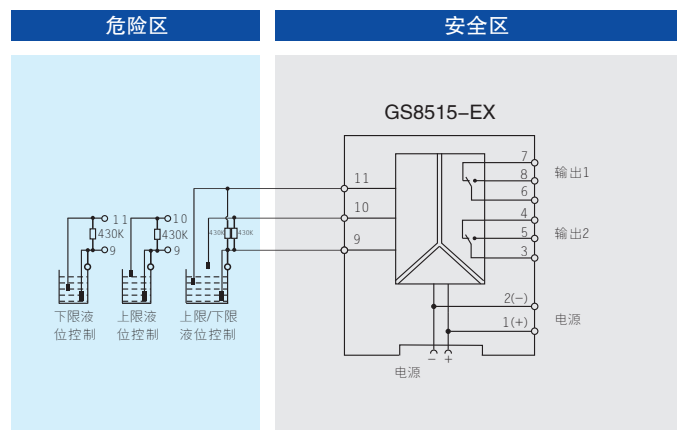 危险区
安全区
GS8515-EX
11
10
9
7
8
6
输出1
4
5
3
输出2
2(-)
1(+)
电源
- +
电源
11
430K
9
10
430K
9
430K
430K
下限液
位控制
上限液
位控制
上限/下限
液位控制